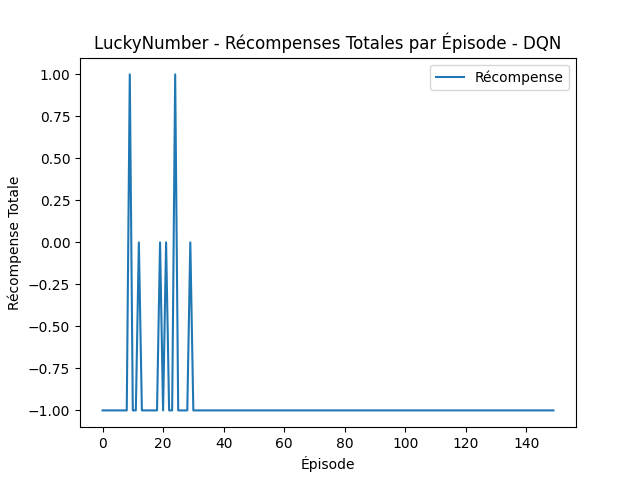 LuckyNumber - Récompenses Totales par Épisode - DQN
Récompense
1.00
0.75
0.50
0.25
0.00
−0.25
−0.50
−0.75
−1.00
Récompense Totale
0 20 40 60 80 100 120 140
Épisode